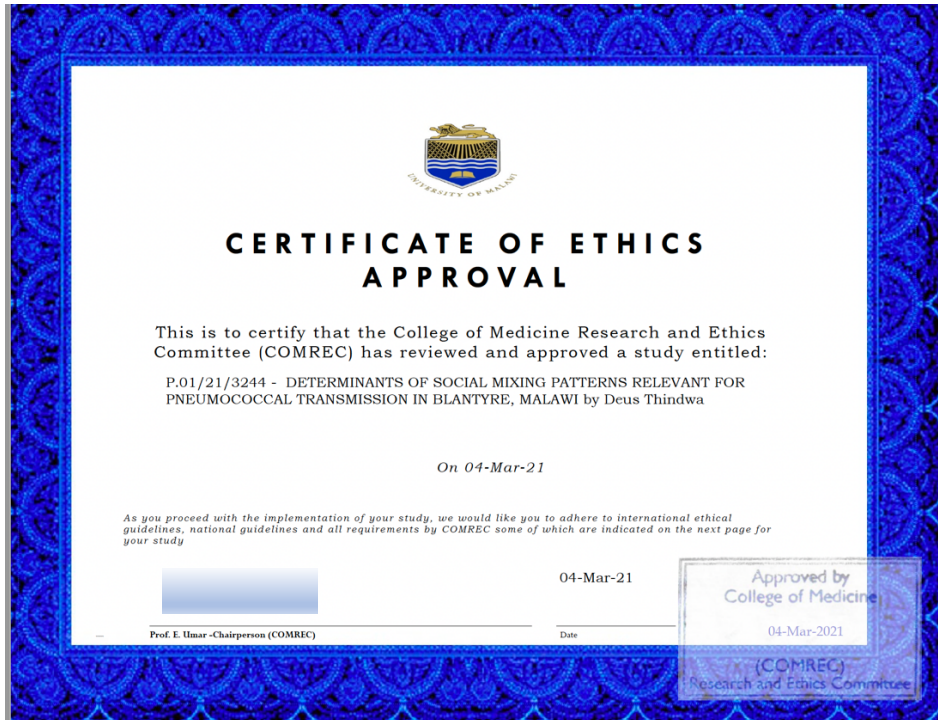 UNIVERSITY OF MALAWI
CERTIFICATE OF ETHICS
APPROVAL
This is to certify that the College of Medicine Research and Ethics
Committee (COMREC) has reviewed and approved a study entitled:
P.01/21/3244 - DETERMINANTS OF SOCIAL MIXING PATTERNS RELEVANT FOR
PNEUMOCOCCAL TRANSMISSION IN BLANTYRE, MALAWI by Deus Thindwa
On 04-Mar-21
As you proceed with the implementation of your study, we would like you to adhere to international ethical
guidelines, national guidelines and all requirements by COMREC some of which are indicated on the next page for
your study
04-Mar-21
Prof. E. Umar -Chairperson (COMREC)
Date
Approved by
College of Medicine
04-Mar-2021
(COMREC)
Research and Ethics Committee